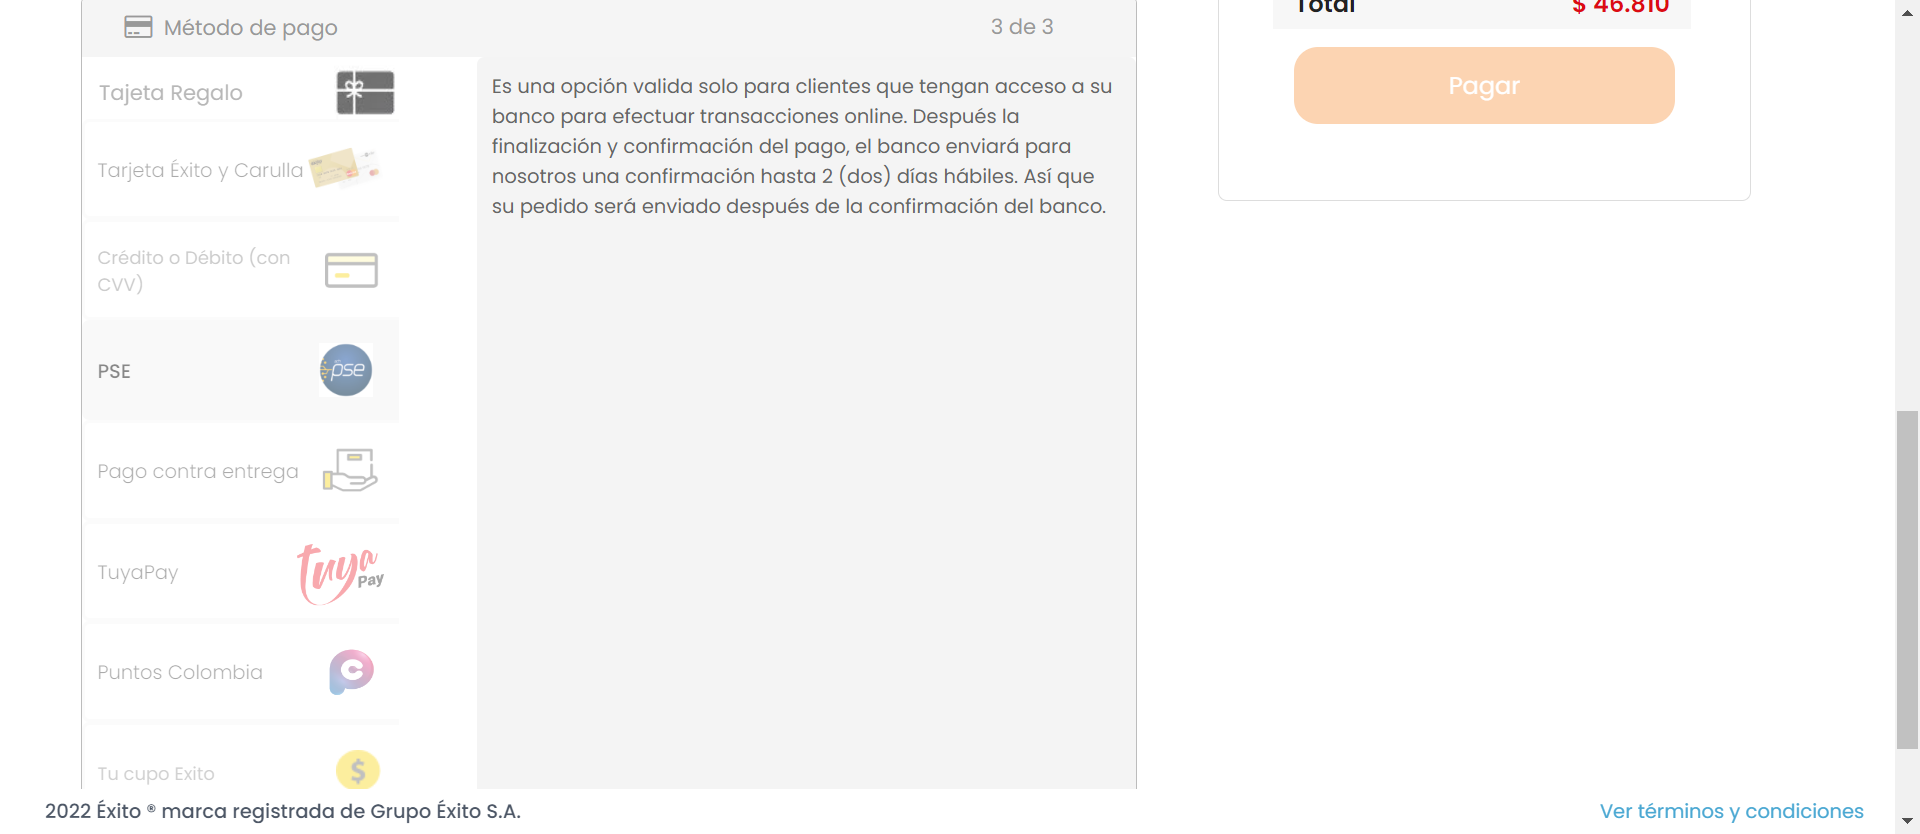 Método de pago
3 de 3
Tajeta Regalo
Tarjeta Éxito y Carulla
Crédito o Débito (con
CVV)
PSE
pse
Pago contra entrega
TuyaPay
tuya
Pay
Puntos Colombia
Tu cupo Exito
$
Es una opción valida solo para clientes que tengan acceso a su
banco para efectuar transacciones online. Después la
finalización y confirmación del pago, el banco enviará para
nosotros una confirmación hasta 2 (dos) días hábiles. Así que
su pedido será enviado después de la confirmación del banco.
Total
$ 46.810
Pagar
2022 Éxito ® marca registrada de Grupo Éxito S.A.
Ver términos y condiciones